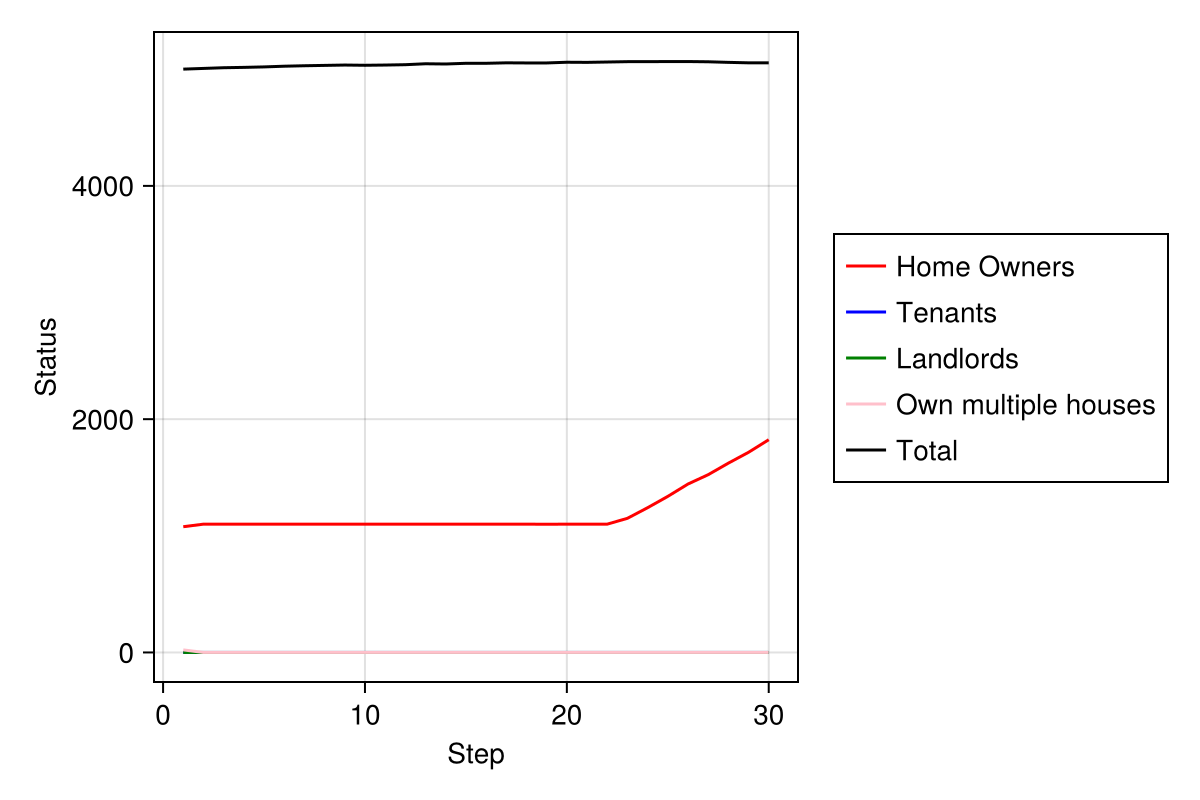 Status
4000
2000
0
0 10 20 30
Step
Home Owners
Tenants
Landlords
Own multiple houses
Total